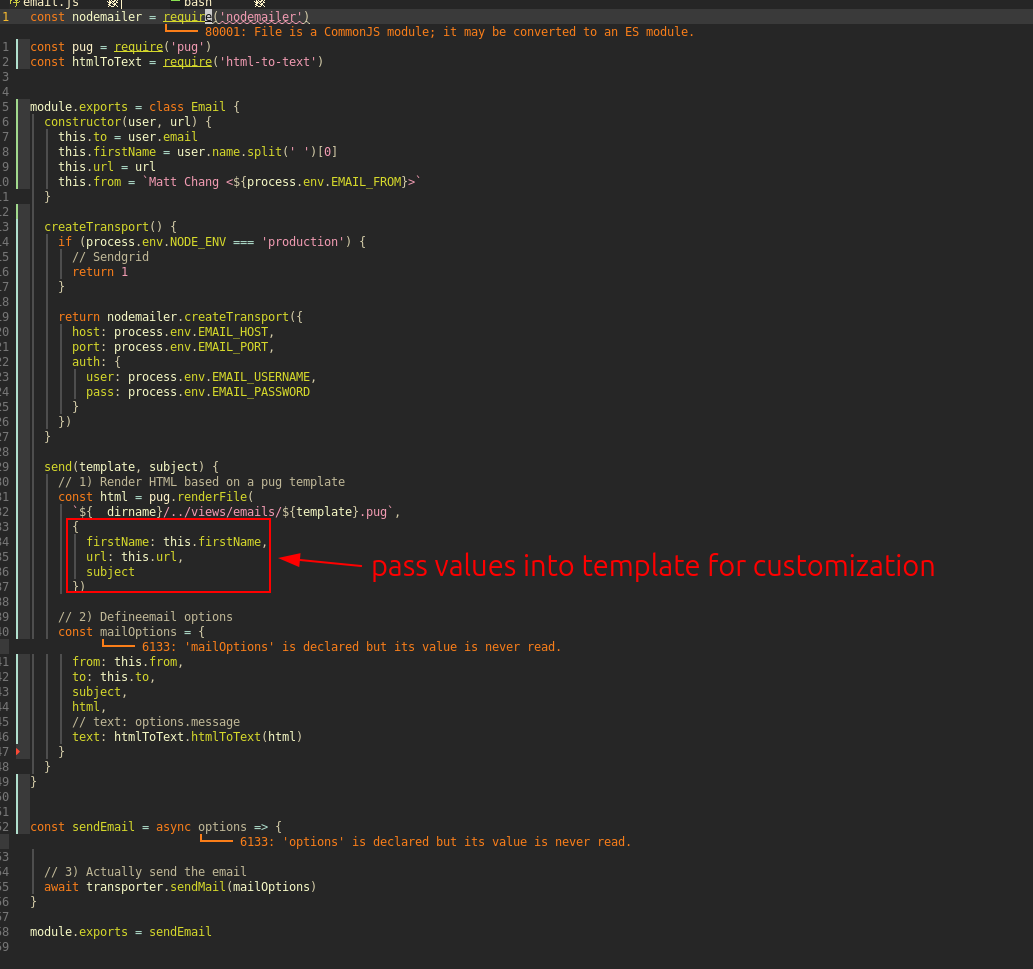 email.js bash
1 const nodemailer = require('nodemailer')
80001: File is a CommonJS module; it may be converted to an ES module.
1 const pug = require('pug')
2 const htmlToText = require('html-to-text')
3
4
5 module.exports = class Email {
6 constructor(user, url) {
7 this.to = user.email
8 this.firstName = user.name.split(' ')[0]
9 this.url = url
10 this.from = `Matt Chang <${process.env.EMAIL_FROM}>`
11 }
12
13 createTransport() {
14 if (process.env.NODE_ENV === 'production') {
15 // Sendgrid
16 return 1
17 }
18
19 return nodemailer.createTransport({
20 host: process.env.EMAIL_HOST,
21 port: process.env.EMAIL_PORT,
22 auth: {
23 user: process.env.EMAIL_USERNAME,
24 pass: process.env.EMAIL_PASSWORD
25 }
26 })
27 }
28
29 send(template, subject) {
30 // 1) Render HTML based on a pug template
31 const html = pug.renderFile(
32 `${__dirname}/../views/emails/${template}.pug`,
33 {
34 firstName: this.firstName,
35 url: this.url,
36 subject
37 })
pass values into template for customization
38
39 // 2) Defineemail options
40 const mailOptions = {
6133: 'mailOptions' is declared but its value is never read.
41 from: this.from,
42 to: this.to,
43 subject,
44 html,
45 // text: options.message
46 text: htmlToText.htmlToText(html)
47 }
48 }
49 }
50
51
52 const sendEmail = async options => {
6133: 'options' is declared but its value is never read.
53
54 // 3) Actually send the email
55 await transporter.sendMail(mailOptions)
56 }
57
58 module.exports = sendEmail
59